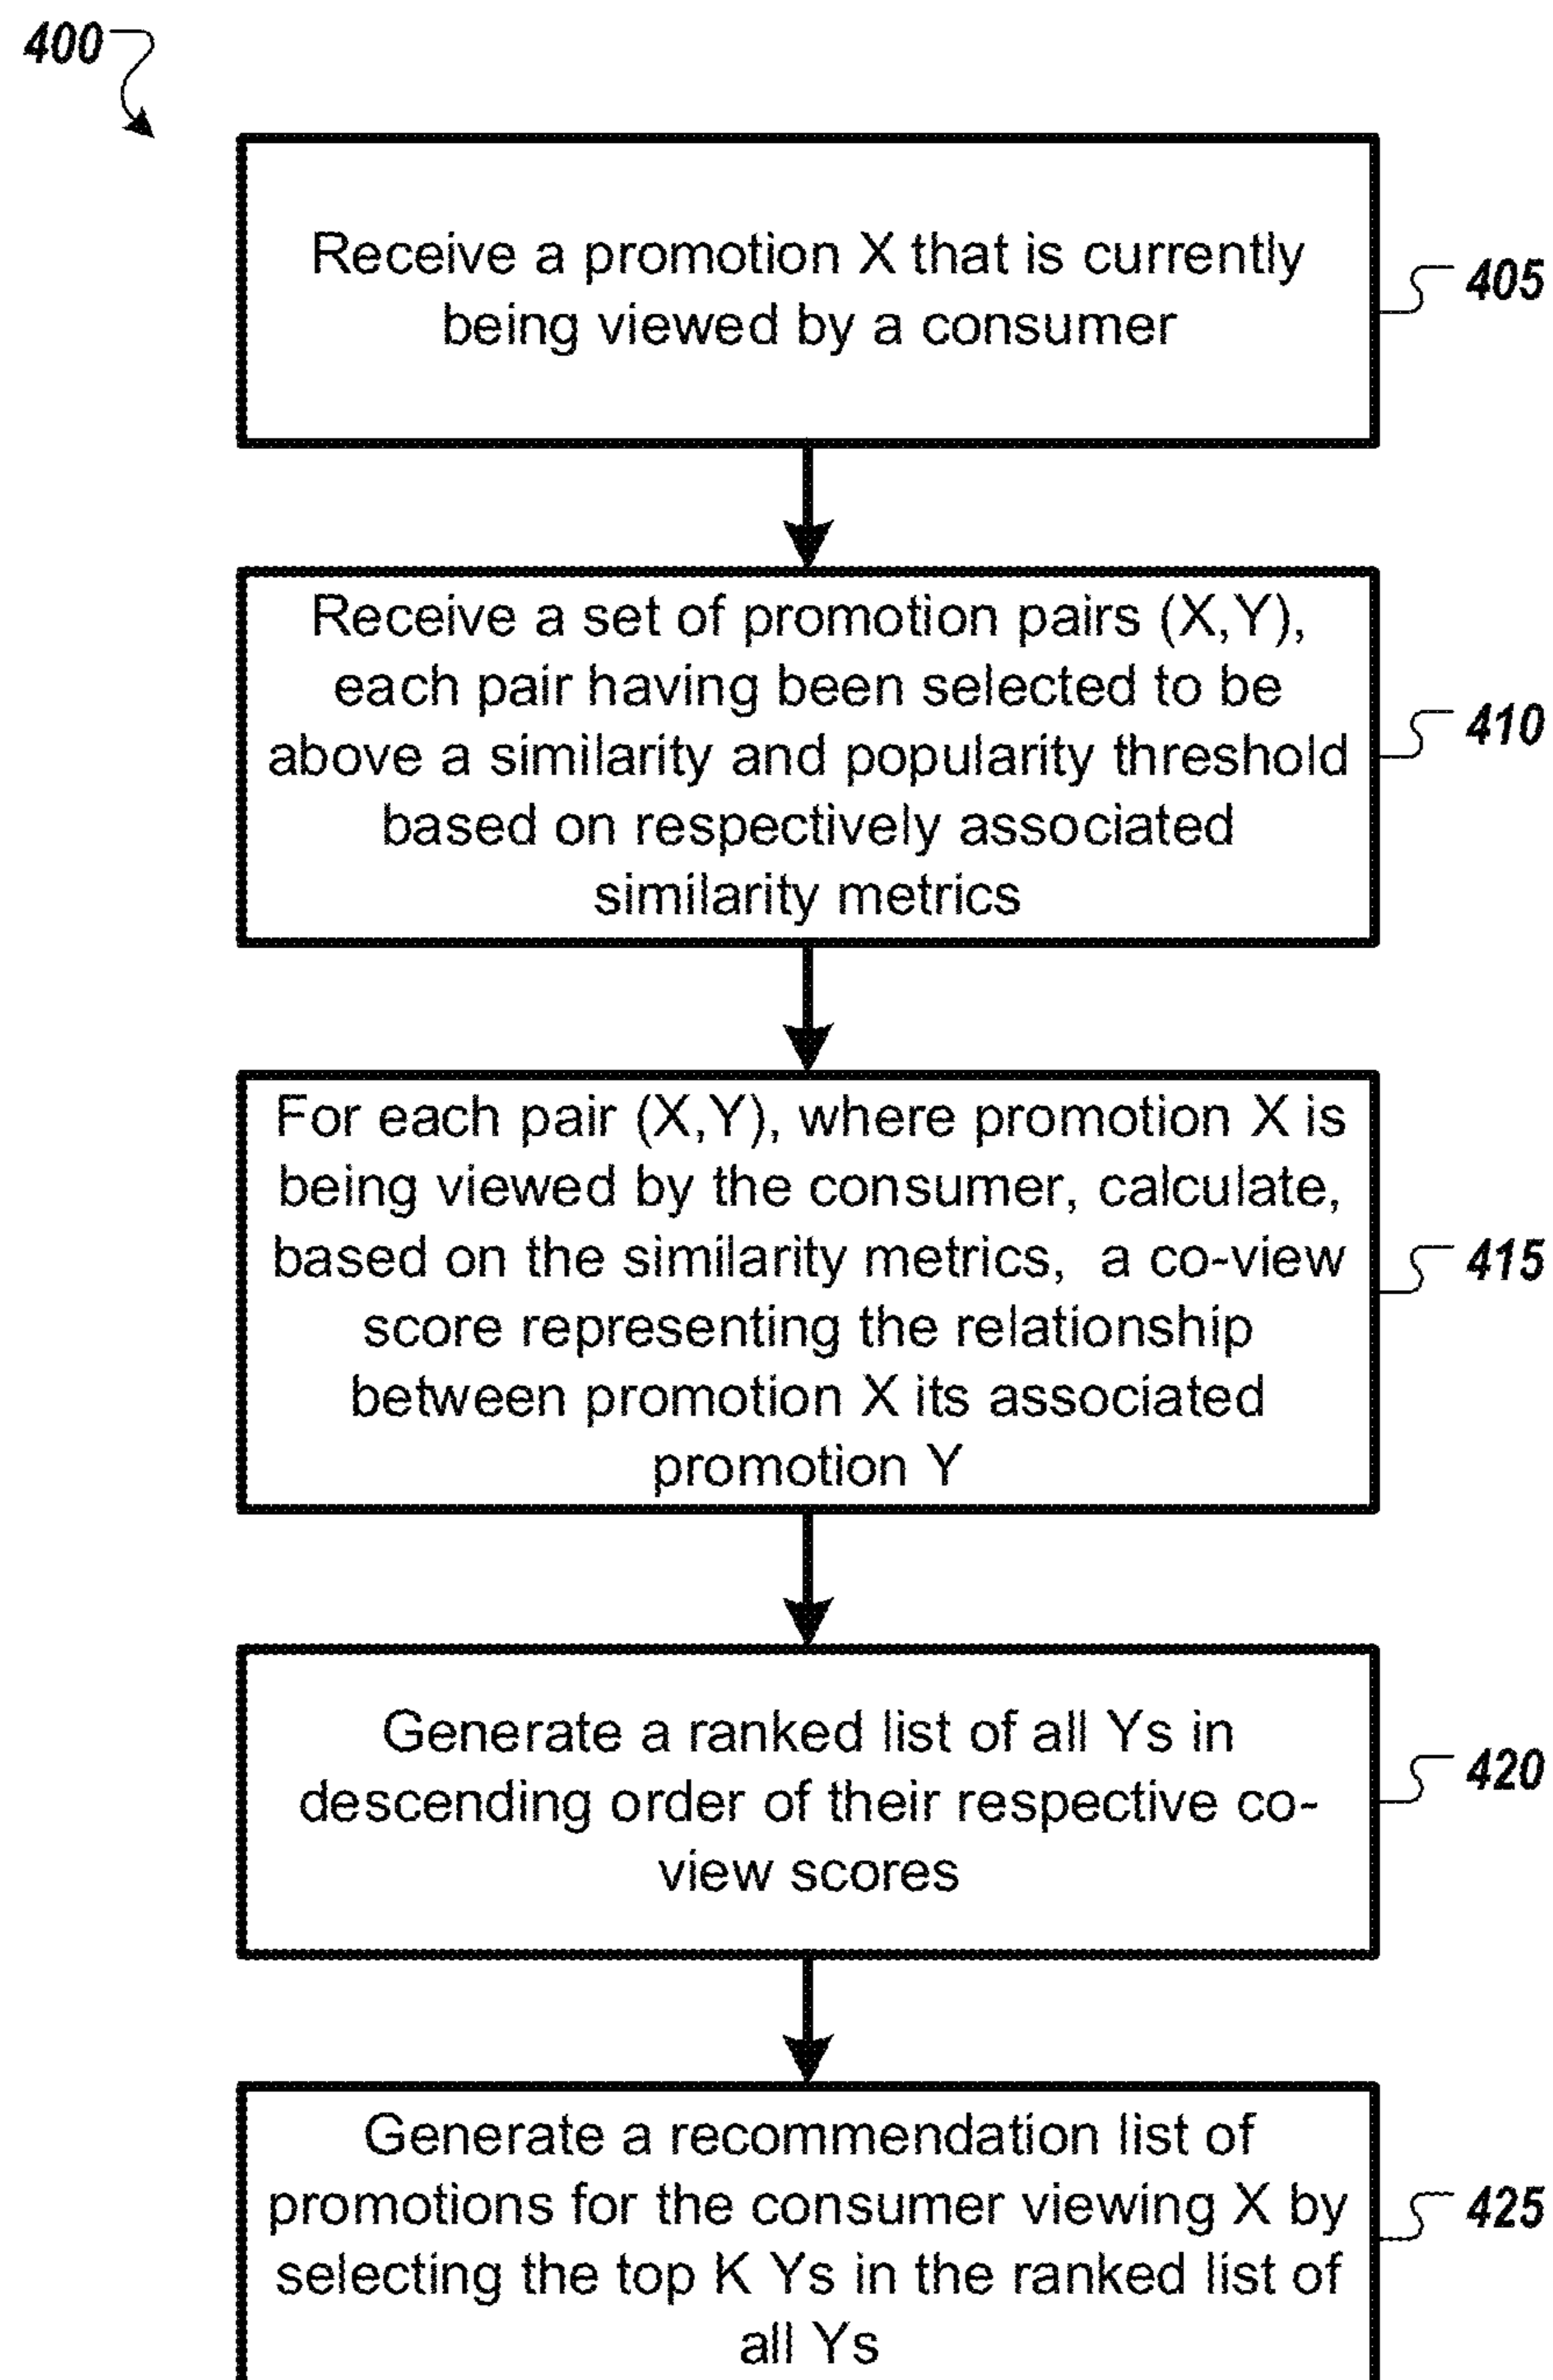 400
Receive a promotion X that is currently
being viewed by a consumer
405
Receive a set of promotion pairs (X,Y),
each pair having been selected to be
above a similarity and popularity threshold
based on respectively associated
similarity metrics
410
For each pair (X,Y), where promotion X is
being viewed by the consumer, calculate,
based on the similarity metrics,  a co-view
score representing the relationship
between promotion X its associated
promotion Y
415
Generate a ranked list of all Ys in
descending order of their respective co-
view scores
420
Generate a recommendation list of
promotions for the consumer viewing X by
selecting the top K Ys in the ranked list of
all Ys
425